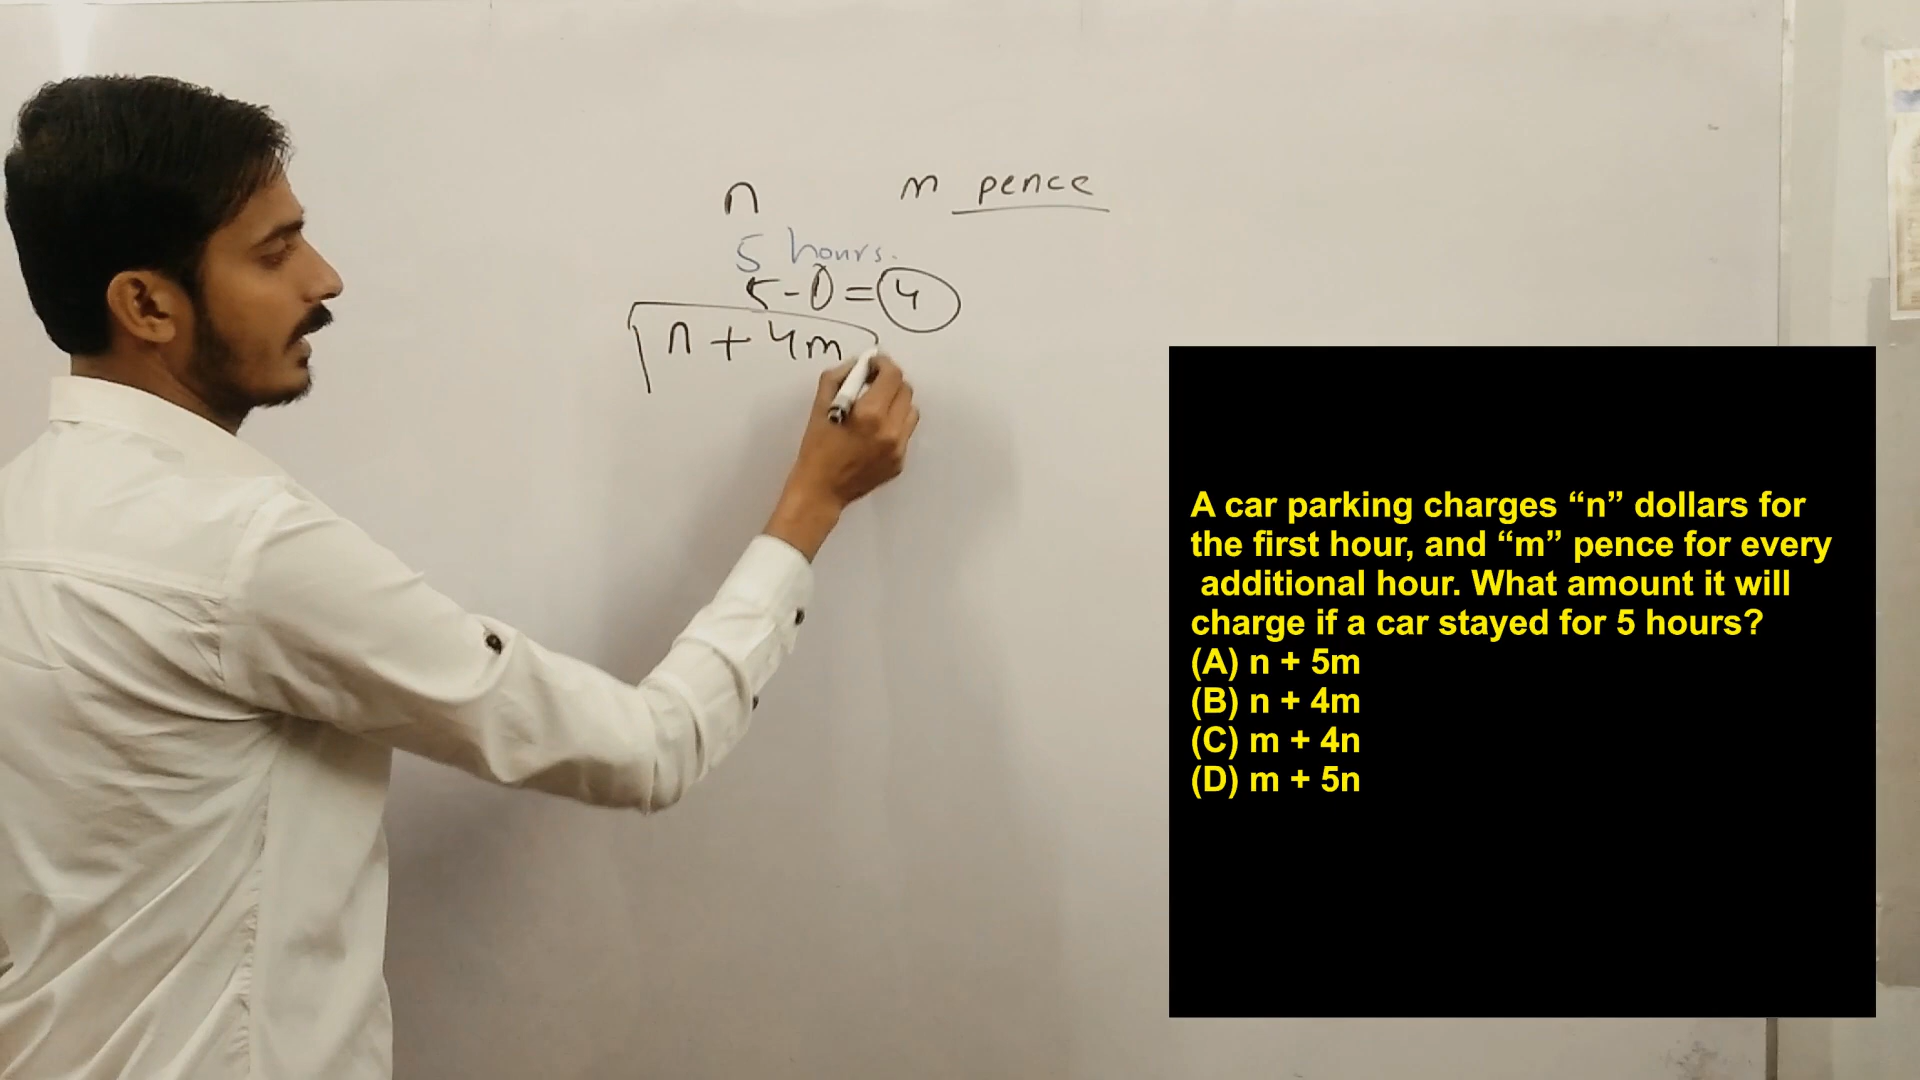 n m pence
5 hours.
5-1=4
n + 4m
A car parking charges “n” dollars for
the first hour, and “m” pence for every
additional hour. What amount it will
charge if a car stayed for 5 hours?
(A) n + 5m
(B) n + 4m
(C) m + 4n
(D) m + 5n